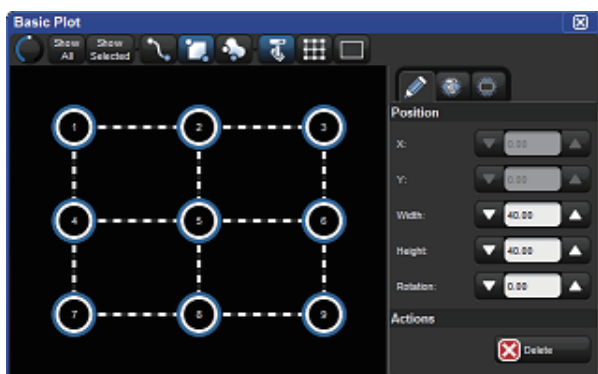 Basic Plot
Show All
Show Selected
1 2 3
4 5 6
7 8 9
Position
X: 0.00
Y: 0.00
Width: 40.00
Height: 40.00
Rotation: 0.00
Actions
Delete